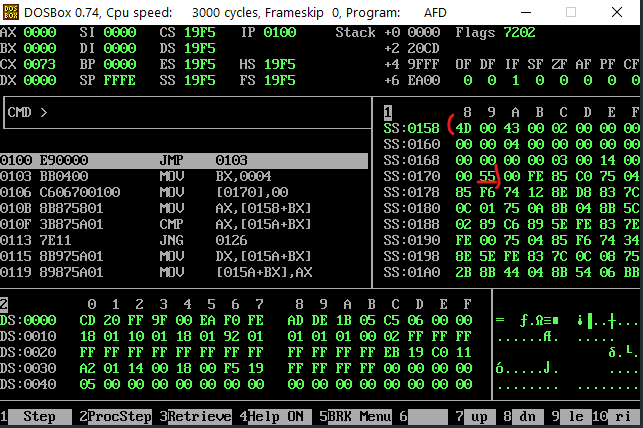 DOSBox 0.74, Cpu speed: 3000 cycles, Frameskip 0, Program: AFD
AX 0000 SI 0000 CS 19F5 IP 0100 Stack +0 0000 Flags 7202
BX 0000 DI 0000 DS 19F5 +2 20CD
CX 0073 BP 0000 ES 19F5 HS 19F5 +4 9FFF OF DF IF SF ZF AF PF CF
DX 0000 SP FFFE SS 19F5 FS 19F5 +6 EA00 0 0 1 0 0 0 0 0
CMD >
0100 E90000 JMP 0103
0103 BB0400 MOV BX,0004
0106 C606700100 MOV [0170],00
010B 8B875801 MOV AX,[0158+BX]
010F 3B875A01 CMP AX,[015A+BX]
0113 7E11 JNG 0126
0115 8B975A01 MOV DX,[015A+BX]
0119 89875A01 MOV [015A+BX],AX
1 8 9 A B C D E F
SS:0158 4D 00 43 00 02 00 00 00
SS:0160 00 00 04 00 00 00 00 00
SS:0168 00 00 00 00 03 00 14 00
SS:0170 00 55 00 FE 85 C0 75 04
SS:0178 85 F6 74 12 8E D8 83 7C
SS:0180 0C 01 75 0A 8B 04 8B 5C
SS:0188 02 89 C6 89 5E FE 83 7E
SS:0190 FE 00 75 04 85 F6 74 34
SS:0198 8E 5E FE 83 7C 0C 08 75
SS:01A0 2B 8B 44 04 8B 54 06 BB
2 0 1 2 3 4 5 6 7 8 9 A B C D E F
DS:0000 CD 20 FF 9F 00 EA F0 FE AD DE 1B 05 C5 06 00 00
DS:0010 18 01 10 01 18 01 92 01 01 01 01 00 02 FF FF FF
DS:0020 FF FF FF FF FF FF FF FF FF FF FF FF EB 19 C0 11
DS:0030 A2 01 14 00 18 00 F5 19 FF FF FF FF 00 00 00 00
DS:0040 05 00 00 00 00 00 00 00 00 00 00 00 00 00 00 00
1 Step 2 ProcStep 3 Retrieve 4 Help ON 5 BRK Menu 6 7 up 8 dn 9 le 10 ri